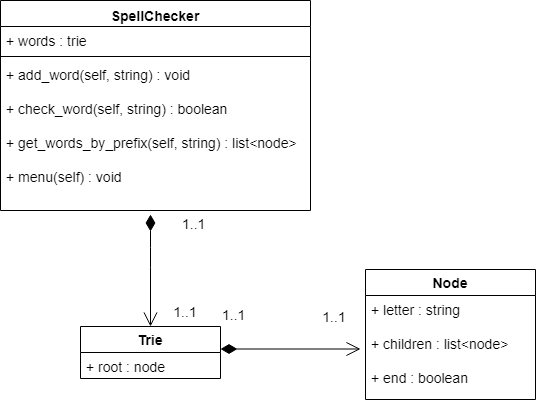 SpellChecker
+ words : trie
+ add_word(self, string) : void
+ check_word(self, string) : boolean
+ get_words_by_prefix(self, string) : list<node>
+ menu(self) : void
1..1
1..1
1..1
1..1
Trie
+ root : node
Node
+ letter : string
+ children : list<node>
+ end : boolean